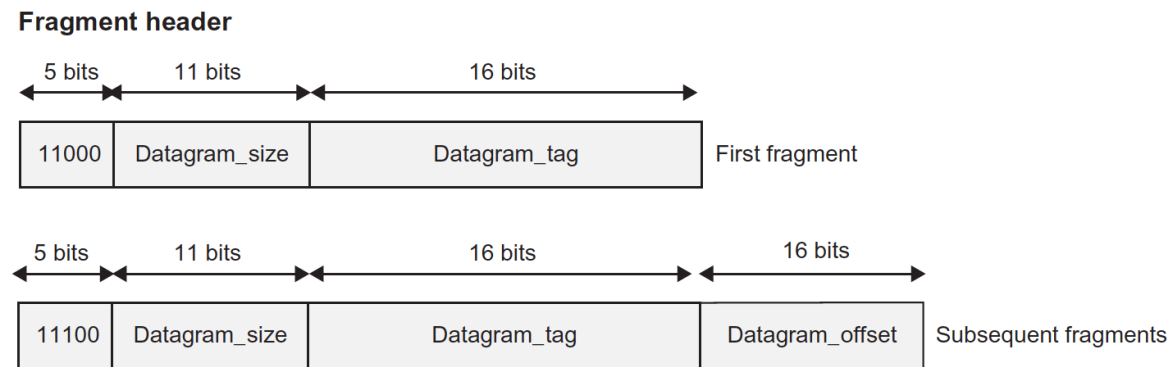 Fragment header
5 bits 11 bits 16 bits
11000 Datagram_size Datagram_tag First fragment
5 bits 11 bits 16 bits 16 bits
11100 Datagram_size Datagram_tag Datagram_offset Subsequent fragments